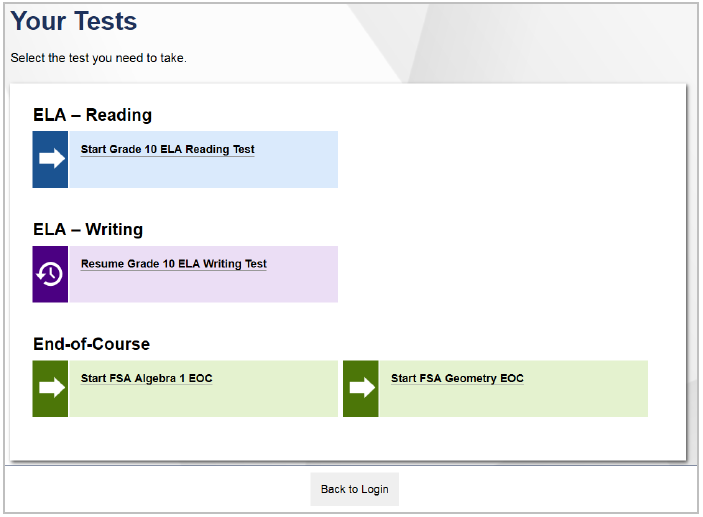 Your Tests
Select the test you need to take.
ELA – Reading
Start Grade 10 ELA Reading Test
ELA – Writing
Resume Grade 10 ELA Writing Test
End-of-Course
Start FSA Algebra 1 EOC
Start FSA Geometry EOC
Back to Login